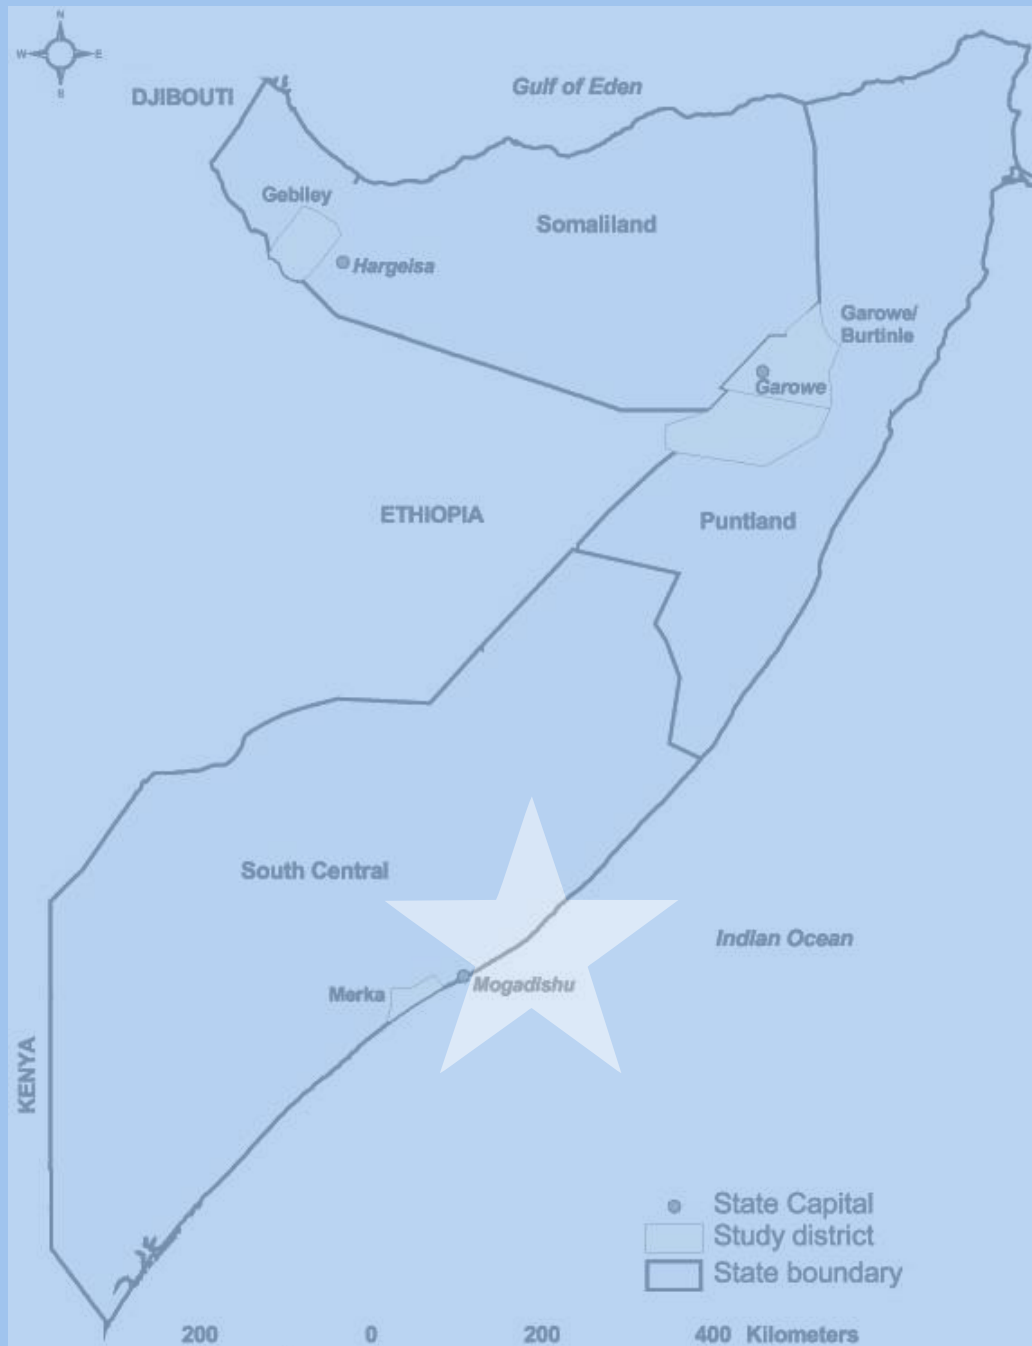 N
W E
S
DJIBOUTI
Gulf of Eden
Gebiley
Somaliland
Hargeisa
Garowe/
Burtinle
Garowe
ETHIOPIA
Puntland
South Central
Indian Ocean
Mogadishu
Merka
KENYA
State Capital
Study district
State boundary
200 0 200 400 Kilometers